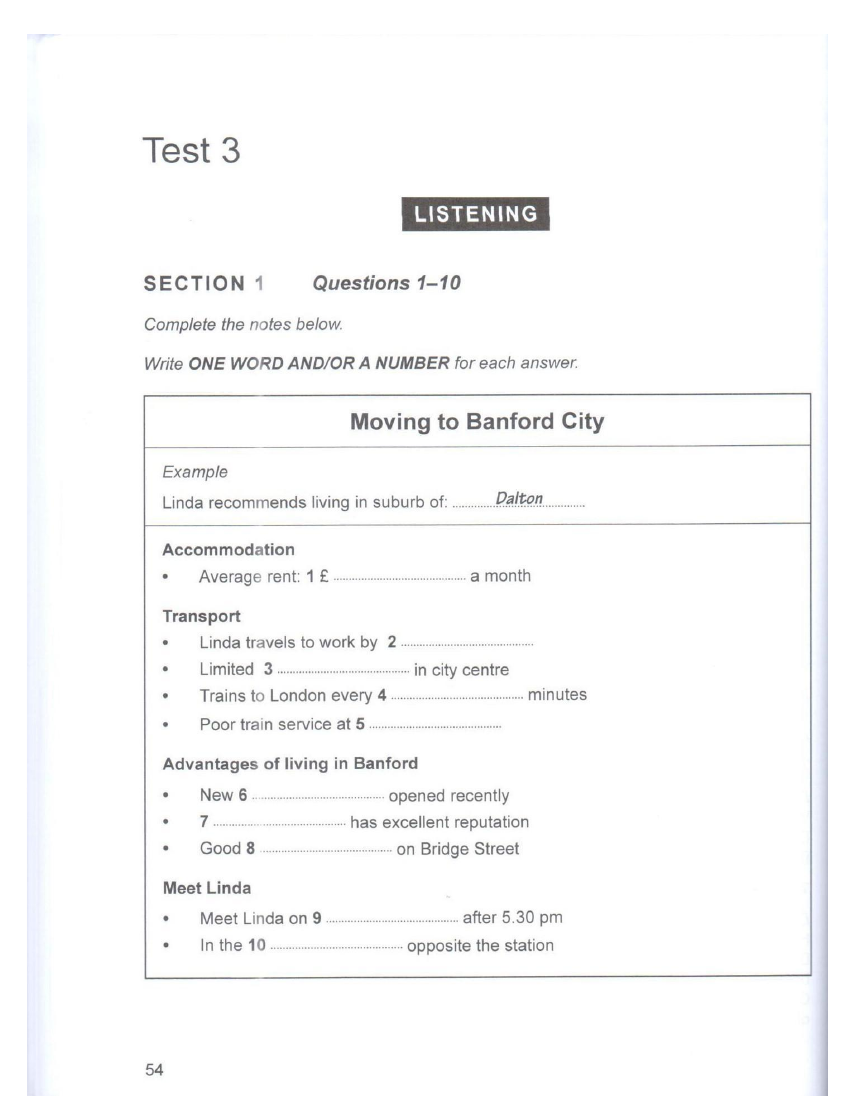 Test 3
LISTENING
SECTION 1 Questions 1–10
Complete the notes below.
Write ONE WORD AND/OR A NUMBER for each answer.
Moving to Banford City
Example
Linda recommends living in suburb of: ..............Dalton..............
Accommodation
• Average rent: 1 £ .......................................... a month
Transport
• Linda travels to work by 2 ..........................................
• Limited 3 .......................................... in city centre
• Trains to London every 4 .......................................... minutes
• Poor train service at 5 ..........................................
Advantages of living in Banford
• New 6 .......................................... opened recently
• 7 .......................................... has excellent reputation
• Good 8 .......................................... on Bridge Street
Meet Linda
• Meet Linda on 9 .......................................... after 5.30 pm
• In the 10 .......................................... opposite the station
54